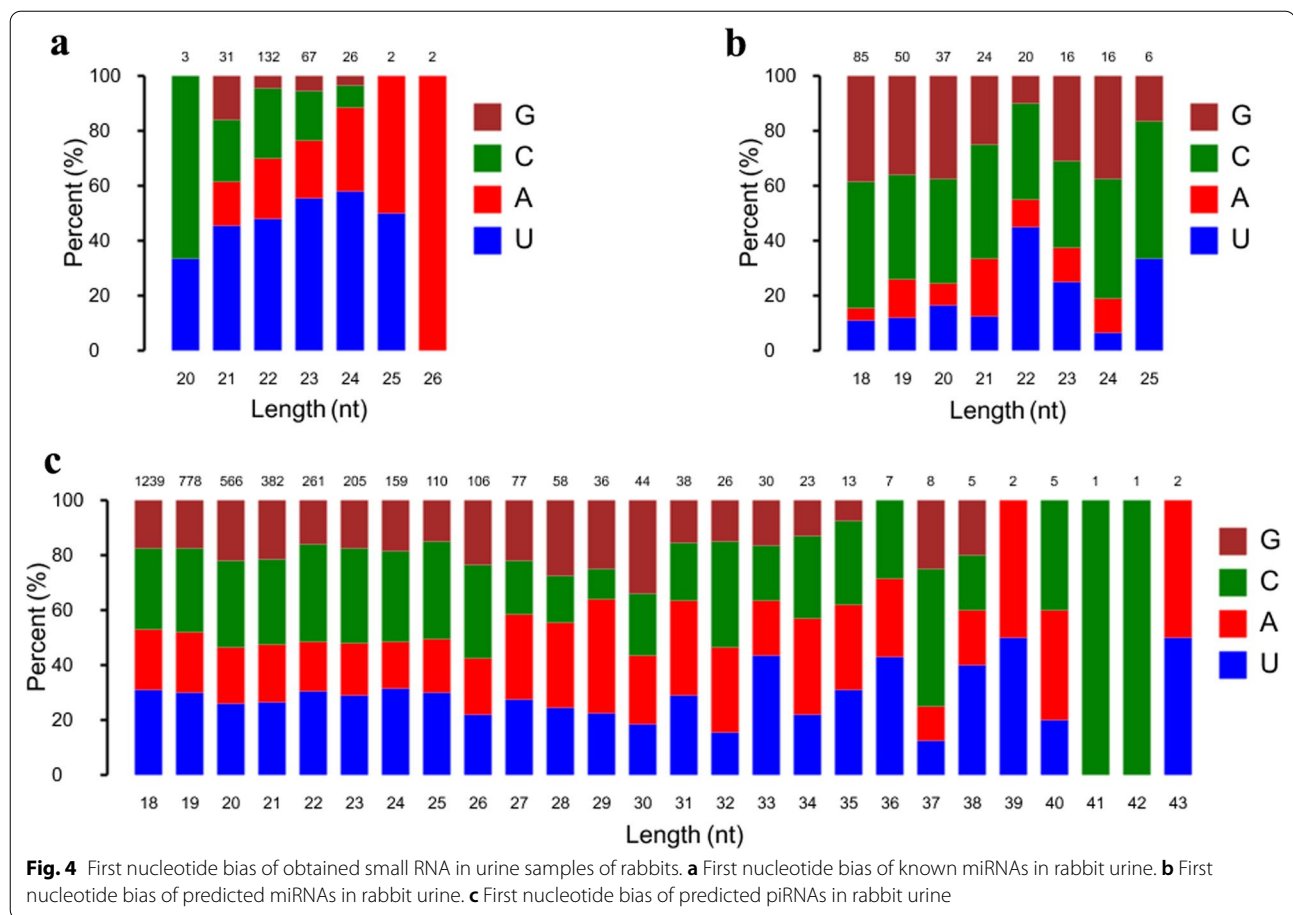 a
3 31 132 67 26 2 2
100
80
60
40
20
0
Percent (%)
20 21 22 23 24 25 26
Length (nt)
G
C
A
U
b
85 50 37 24 20 16 16 6
100
80
60
40
20
0
Percent (%)
18 19 20 21 22 23 24 25
Length (nt)
G
C
A
U
c
1239 778 566 382 261 205 159 110 106 77 58 36 44 38 26 30 23 13 7 8 5 2 5 1 1 2
100
80
60
40
20
0
Percent (%)
18 19 20 21 22 23 24 25 26 27 28 29 30 31 32 33 34 35 36 37 38 39 40 41 42 43
Length (nt)
G
C
A
U
Fig. 4 First nucleotide bias of obtained small RNA in urine samples of rabbits. a First nucleotide bias of known miRNAs in rabbit urine. b First
nucleotide bias of predicted miRNAs in rabbit urine. c First nucleotide bias of predicted piRNAs in rabbit urine